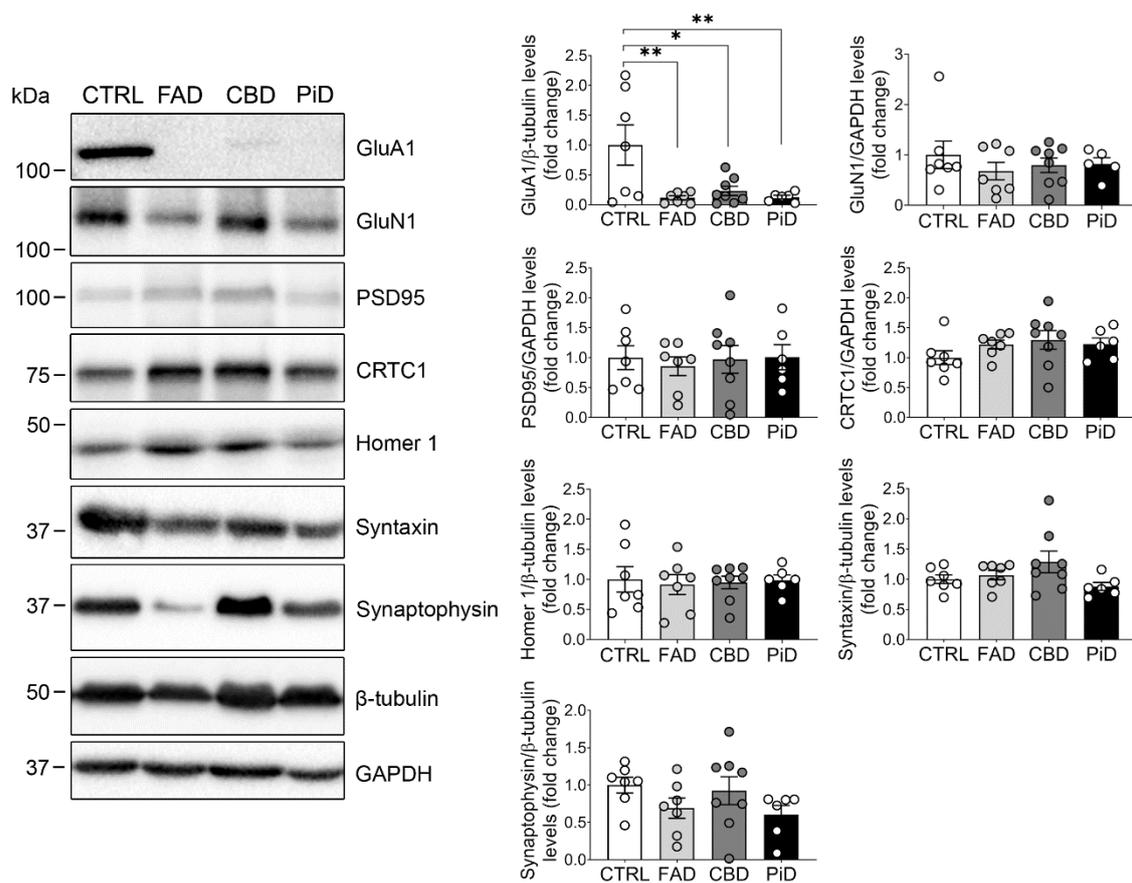 kDa
CTRL FAD CBD PiD
100 GluA1
GluN1
100
100 PSD95
75 CRTC1
50
Homer 1
37 Syntaxin
37 Synaptophysin
50 β-tubulin
37 GAPDH
GluA1/β-tubulin levels
(fold change)
2.5
2.0
1.5
1.0
0.5
0.0
**
*
**
CTRL FAD CBD PiD
GluN1/GAPDH levels
(fold change)
3
2
1
0
CTRL FAD CBD PiD
PSD95/GAPDH levels
(fold change)
2.5
2.0
1.5
1.0
0.5
0.0
CTRL FAD CBD PiD
CRTC1/GAPDH levels
(fold change)
2.5
2.0
1.5
1.0
0.5
0.0
CTRL FAD CBD PiD
Homer 1/β-tubulin levels
(fold change)
2.5
2.0
1.5
1.0
0.5
0.0
CTRL FAD CBD PiD
Syntaxin/β-tubulin levels
(fold change)
2.5
2.0
1.5
1.0
0.5
0.0
CTRL FAD CBD PiD
Synaptophysin/β-tubulin
levels (fold change)
2.0
1.5
1.0
0.5
0.0
CTRL FAD CBD PiD